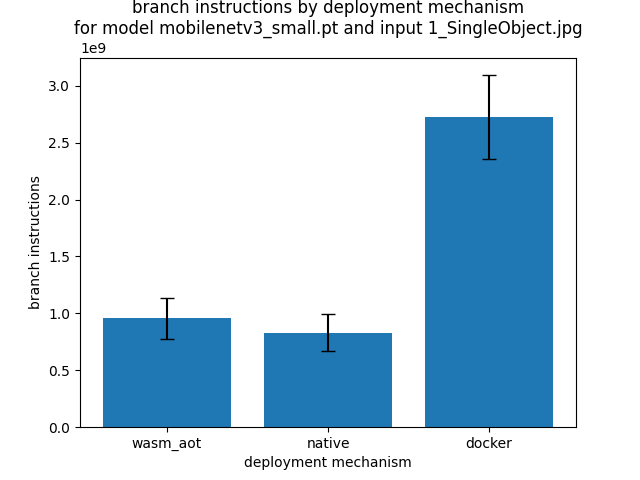 branch instructions by deployment mechanism
for model mobilenetv3_small.pt and input 1_SingleObject.jpg
1e9
3.0
2.5
2.0
1.5
1.0
0.5
0.0
branch instructions
wasm_aot
native
docker
deployment mechanism